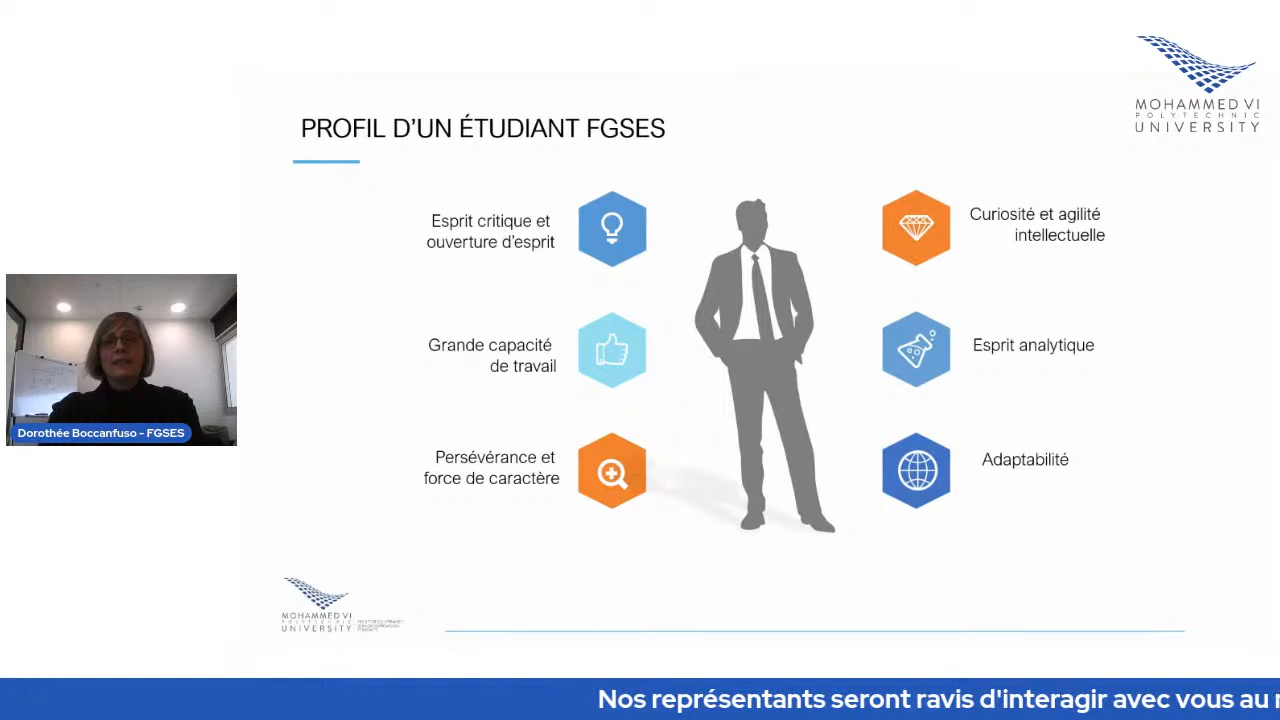 MOHAMMED VI
POLYTECHNIC
UNIVERSITY
PROFIL D'UN ÉTUDIANT FGSES
Esprit critique et
ouverture d'esprit
Curiosité et agilité
intellectuelle
Grande capacité
de travail
Esprit analytique
Persévérance et
force de caractère
Adaptabilité
Dorothée Boccanfuso - FGSES
MOHAMMED VI
POLYTECHNIC
UNIVERSITY
Nos représentants seront ravis d'interagir avec vous au